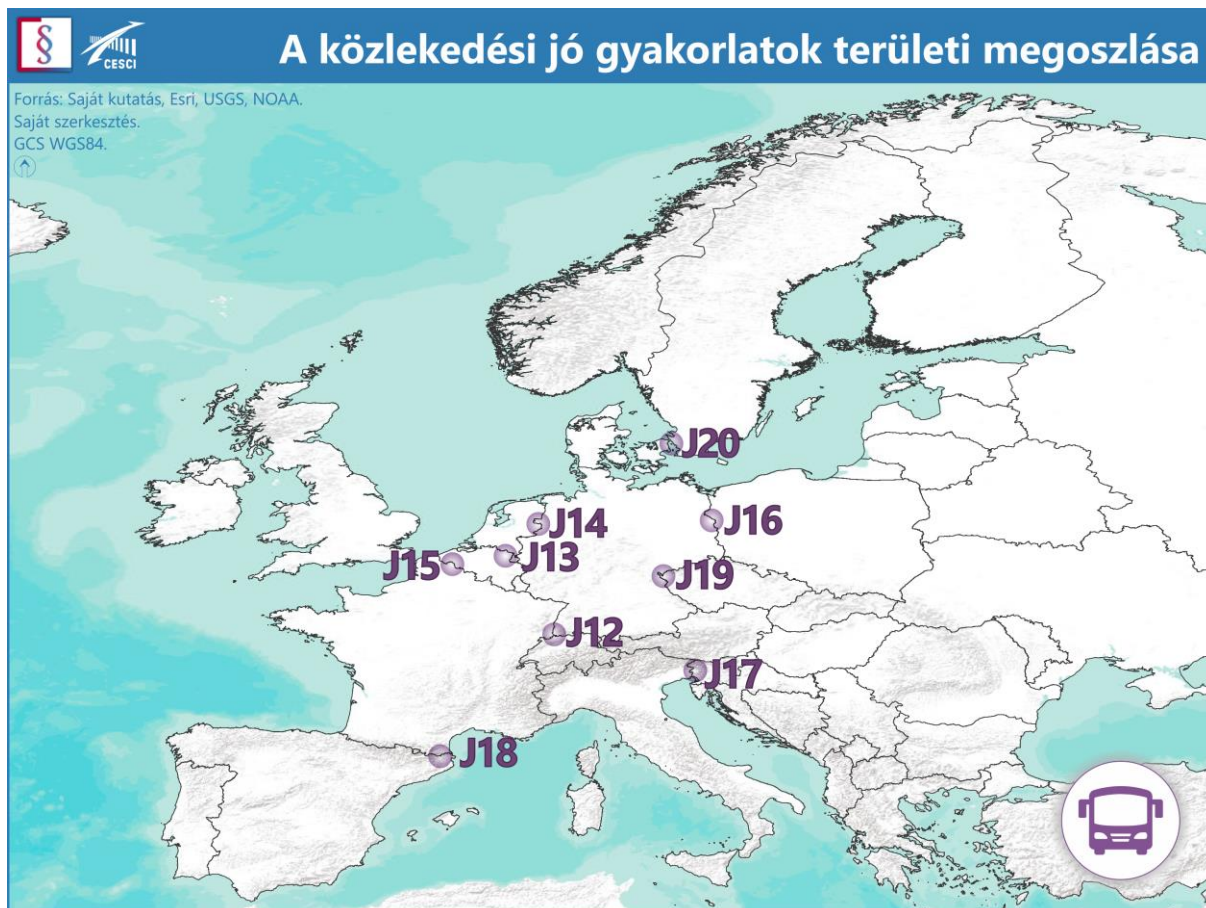 §
CESCI
A közlekedési jó gyakorlatok területi megoszlása
Forrás: Saját kutatás, Esri, USGS, NOAA.
Saját szerkesztés.
GCS WGS84.
J20
J14
J16
J13
J15
J19
J12
J17
J18